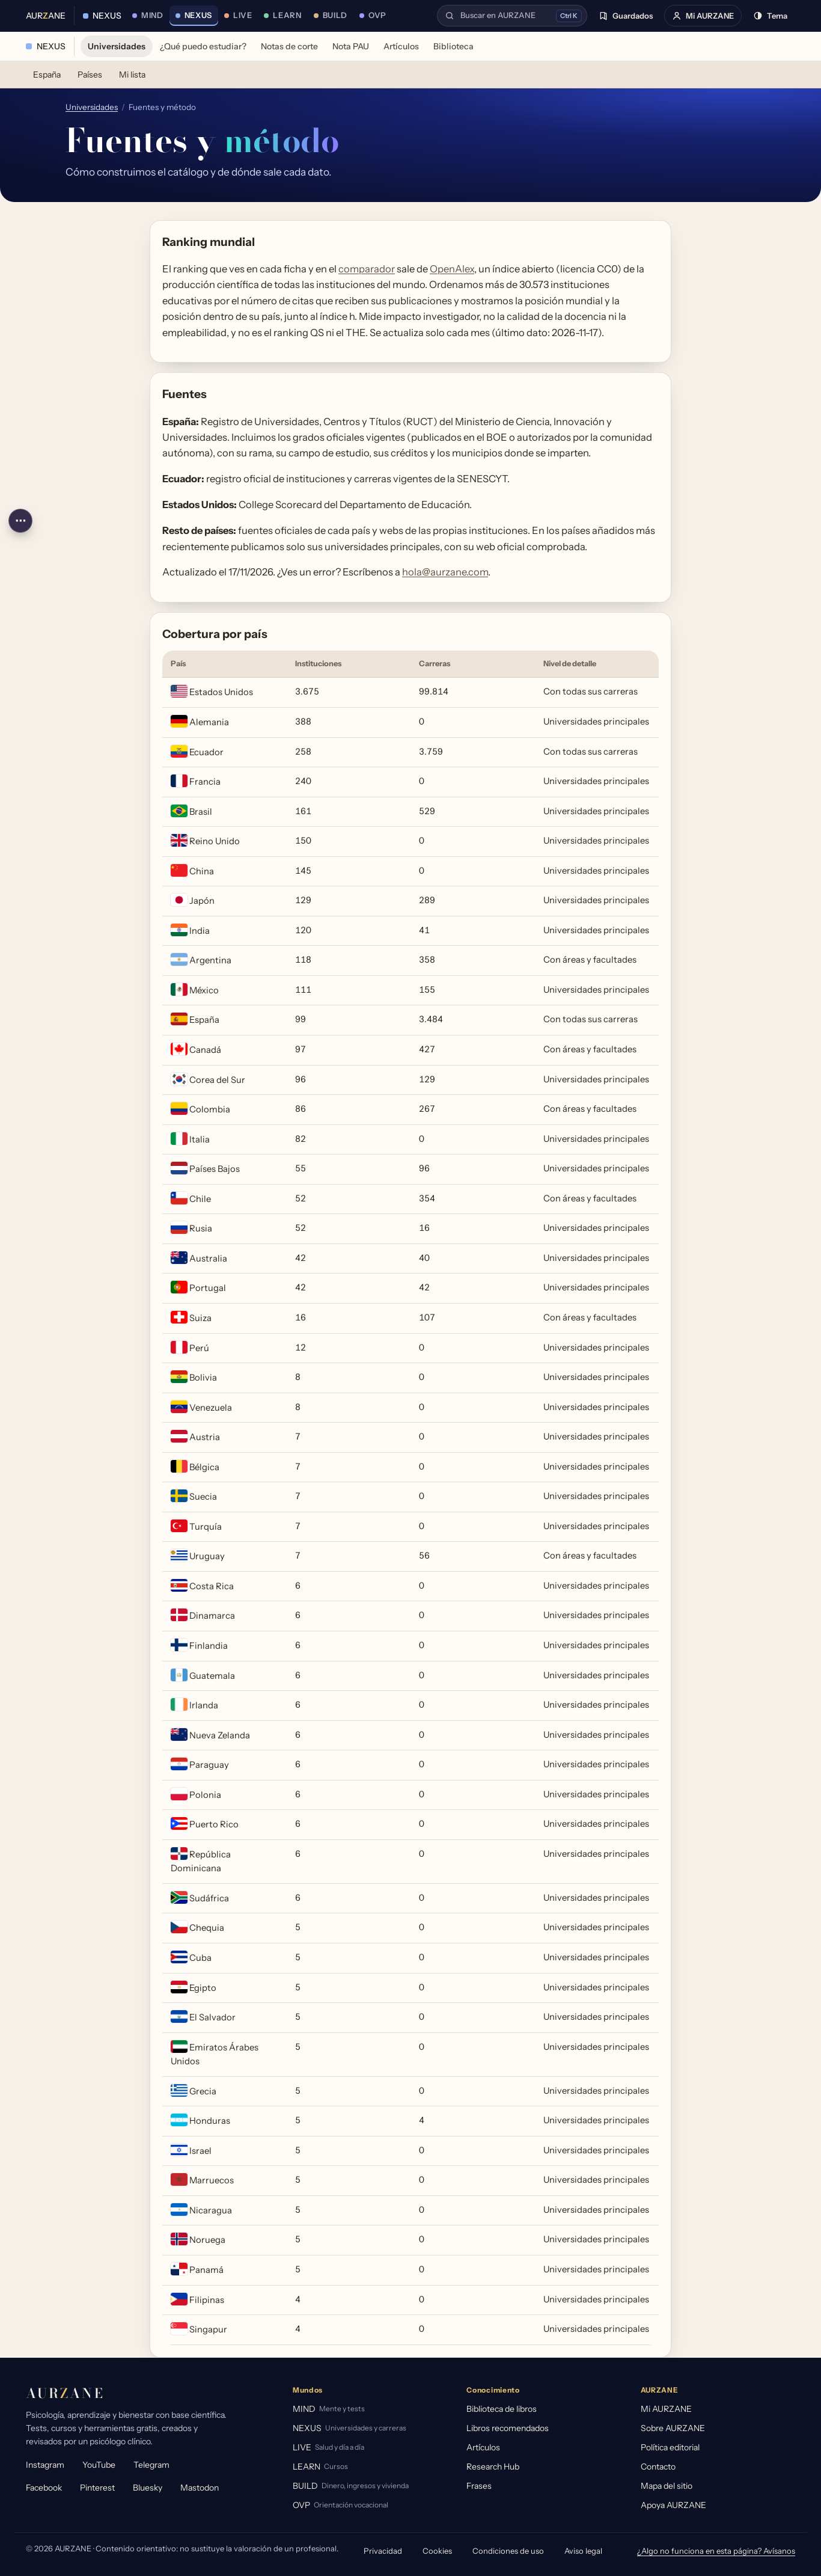 AURZANE NEXUS MIND NEXUS LIVE LEARN BUILD OVP Buscar en AURZANE Ctrl K Guardados Mi AURZANE Tema
NEXUS Universidades ¿Qué puedo estudiar? Notas de corte Nota PAU Artículos Biblioteca
España Países Mi lista
Universidades / Fuentes y método
Fuentes y método
Cómo construimos el catálogo y de dónde sale cada dato.
Ranking mundial
El ranking que ves en cada ficha y en el comparador sale de OpenAlex, un índice abierto (licencia CC0) de la
producción científica de todas las instituciones del mundo. Ordenamos más de 30.573 instituciones
educativas por el número de citas que reciben sus publicaciones y mostramos la posición mundial y la
posición dentro de su país, junto al índice h. Mide impacto investigador, no la calidad de la docencia ni la
empleabilidad, y no es el ranking QS ni el THE. Se actualiza solo cada mes (último dato: 2026-11-17).
Fuentes
España: Registro de Universidades, Centros y Títulos (RUCT) del Ministerio de Ciencia, Innovación y
Universidades. Incluimos los grados oficiales vigentes (publicados en el BOE o autorizados por la comunidad
autónoma), con su rama, su campo de estudio, sus créditos y los municipios donde se imparten.
Ecuador: registro oficial de instituciones y carreras vigentes de la SENESCYT.
Estados Unidos: College Scorecard del Departamento de Educación.
Resto de países: fuentes oficiales de cada país y webs de las propias instituciones. En los países añadidos más
recientemente publicamos solo sus universidades principales, con su web oficial comprobada.
Actualizado el 17/11/2026. ¿Ves un error? Escríbenos a hola@aurzane.com.
Cobertura por país
País Instituciones Carreras Nivel de detalle
Estados Unidos 3.675 99.814 Con todas sus carreras
Alemania 388 0 Universidades principales
Ecuador 258 3.759 Con todas sus carreras
Francia 240 0 Universidades principales
Brasil 161 529 Universidades principales
Reino Unido 150 0 Universidades principales
China 145 0 Universidades principales
Japón 129 289 Universidades principales
India 120 41 Universidades principales
Argentina 118 358 Con áreas y facultades
México 111 155 Universidades principales
España 99 3.484 Con todas sus carreras
Canadá 97 427 Con áreas y facultades
Corea del Sur 96 129 Universidades principales
Colombia 86 267 Con áreas y facultades
Italia 82 0 Universidades principales
Países Bajos 55 96 Universidades principales
Chile 52 354 Con áreas y facultades
Rusia 52 16 Universidades principales
Australia 42 40 Universidades principales
Portugal 42 42 Universidades principales
Suiza 16 107 Con áreas y facultades
Perú 12 0 Universidades principales
Bolivia 8 0 Universidades principales
Venezuela 8 0 Universidades principales
Austria 7 0 Universidades principales
Bélgica 7 0 Universidades principales
Suecia 7 0 Universidades principales
Turquía 7 0 Universidades principales
Uruguay 7 56 Con áreas y facultades
Costa Rica 6 0 Universidades principales
Dinamarca 6 0 Universidades principales
Finlandia 6 0 Universidades principales
Guatemala 6 0 Universidades principales
Irlanda 6 0 Universidades principales
Nueva Zelanda 6 0 Universidades principales
Paraguay 6 0 Universidades principales
Polonia 6 0 Universidades principales
Puerto Rico 6 0 Universidades principales
República Dominicana 6 0 Universidades principales
Sudáfrica 6 0 Universidades principales
Chequia 5 0 Universidades principales
Cuba 5 0 Universidades principales
Egipto 5 0 Universidades principales
El Salvador 5 0 Universidades principales
Emiratos Árabes Unidos 5 0 Universidades principales
Grecia 5 0 Universidades principales
Honduras 5 4 Universidades principales
Israel 5 0 Universidades principales
Marruecos 5 0 Universidades principales
Nicaragua 5 0 Universidades principales
Noruega 5 0 Universidades principales
Panamá 5 0 Universidades principales
Filipinas 4 0 Universidades principales
Singapur 4 0 Universidades principales
AURZANE
Psicología, aprendizaje y bienestar con base científica.
Tests, cursos y herramientas gratis, creados y
revisados por un psicólogo clínico.
Instagram YouTube Telegram
Facebook Pinterest Bluesky Mastodon
Mundos
MIND Mente y tests
NEXUS Universidades y carreras
LIVE Salud y día a día
LEARN Cursos
BUILD Dinero, ingresos y vivienda
OVP Orientación vocacional
Conocimiento
Biblioteca de libros
Libros recomendados
Artículos
Research Hub
Frases
AURZANE
Mi AURZANE
Sobre AURZANE
Política editorial
Contacto
Mapa del sitio
Apoya AURZANE
© 2026 AURZANE · Contenido orientativo: no sustituye la valoración de un profesional. Privacidad Cookies Condiciones de uso Aviso legal ¿Algo no funciona en esta página? Avísanos